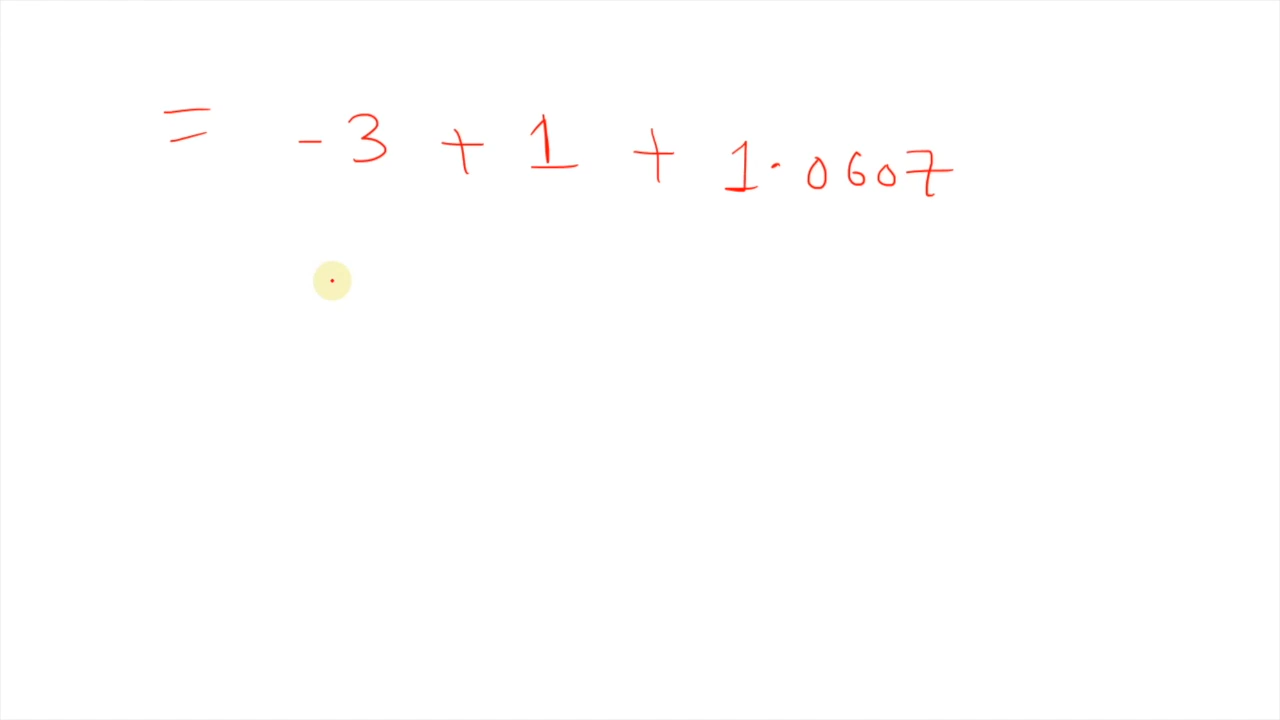 = -3 + 1 + 1.0607